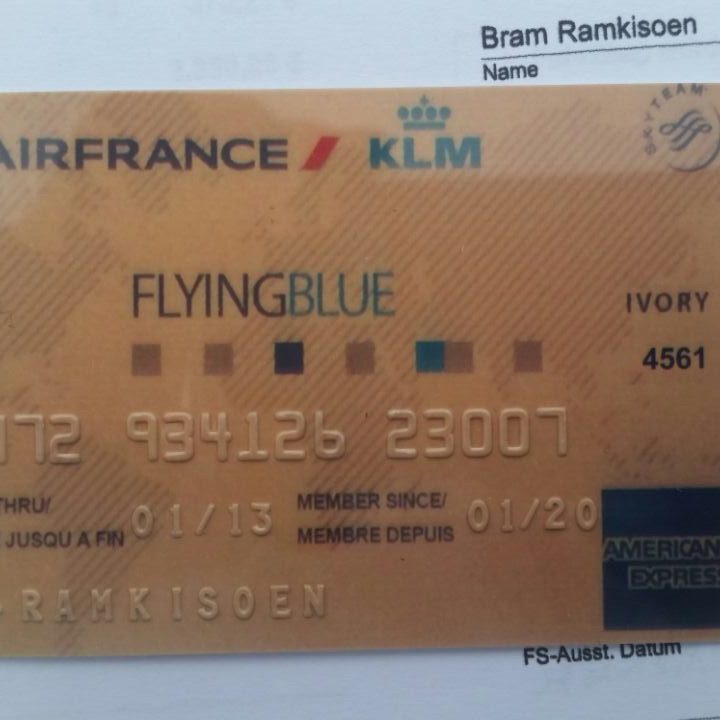 Bram Ramkisoen
Name
AIRFRANCE KLM
SKYTEAM
FLYINGBLUE
IVORY
4561
172 934126 23007
THRU/ 01/13 MEMBER SINCE/ 01/20
JUSQU A FIN MEMBRE DEPUIS
AMERICAN
EXPRES
RAMKISOEN
FS-Ausst. Datum